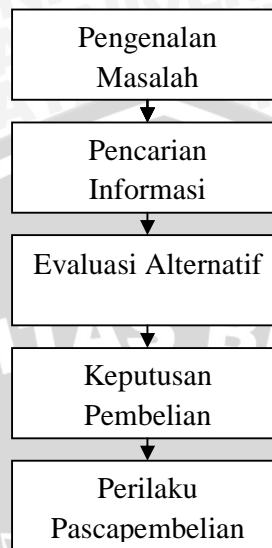 Pengenalan
Masalah
Pencarian
Informasi
Evaluasi Alternatif
Keputusan
Pembelian
Perilaku
Pascapembelian